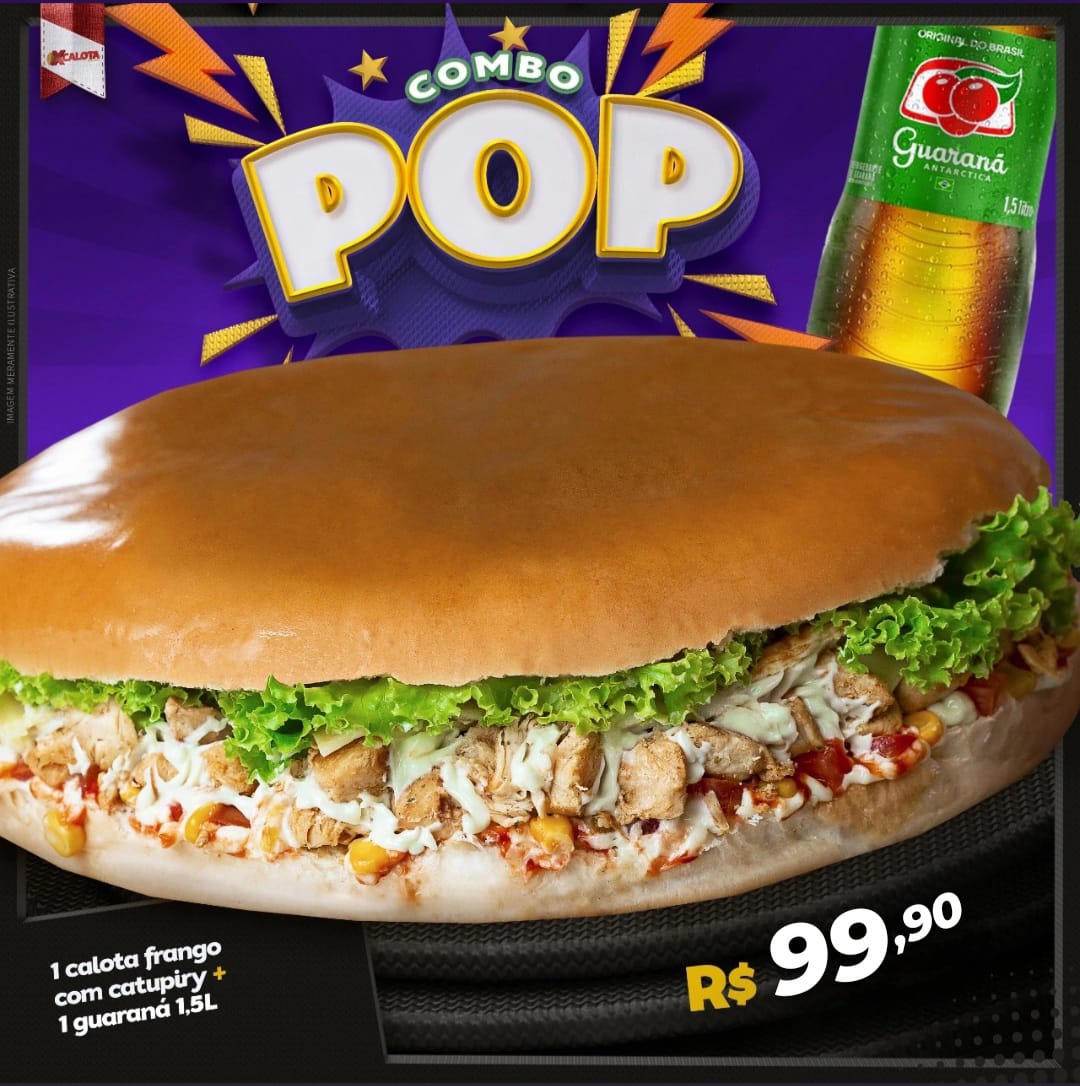 XCALOTA
COMBO
POP
ORIGINAL DO BRASIL
Guaraná
ANTARCTICA
1,5 litro
IMAGEM MERAMENTE ILUSTRATIVA
1 calota frango
com catupiry +
1 guaraná 1,5L
R$ 99,90